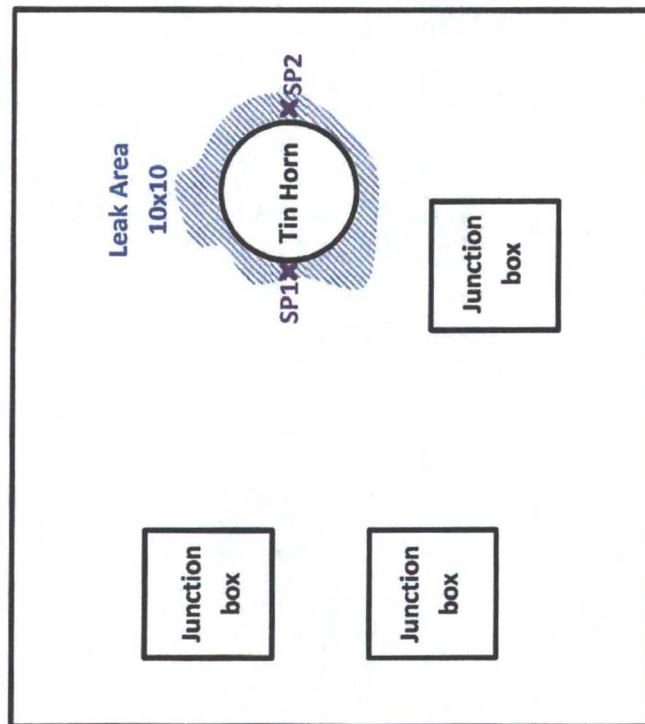 Leak Area
10x10
SP1
Tin Horn
SP2
Junction
box
Junction
box
Junction
box